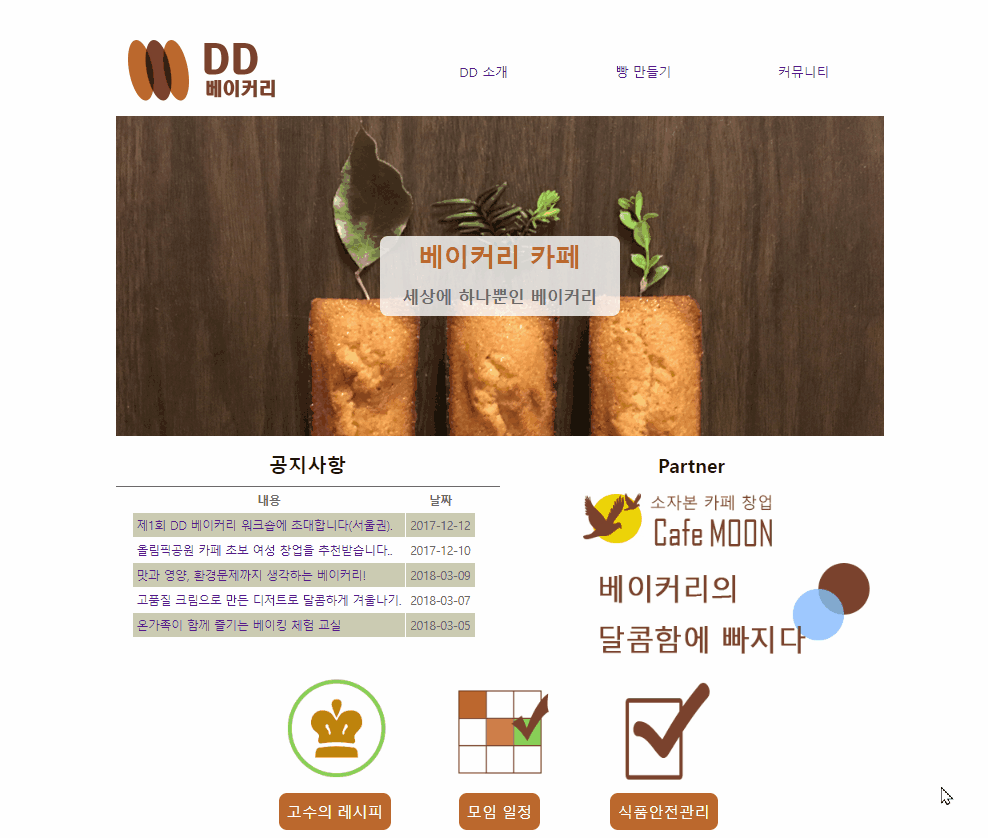 DD
베이커리
DD 소개
빵 만들기
커뮤니티
베이커리 카페
세상에 하나뿐인 베이커리
공지사항
내용 날짜
제1회 DD 베이커리 워크숍에 초대합니다(서울권). 2017-12-12
올림픽공원 카페 초보 여성 창업을 추천받습니다.. 2017-12-10
맛과 영양, 환경문제까지 생각하는 베이커리! 2018-03-09
고품질 크림으로 만든 디저트로 달콤하게 겨울나기. 2018-03-07
온가족이 함께 즐기는 베이킹 체험 교실 2018-03-05
Partner
소자본 카페 창업
Cafe MOON
베이커리의
달콤함에 빠지다
고수의 레시피
모임 일정
식품안전관리